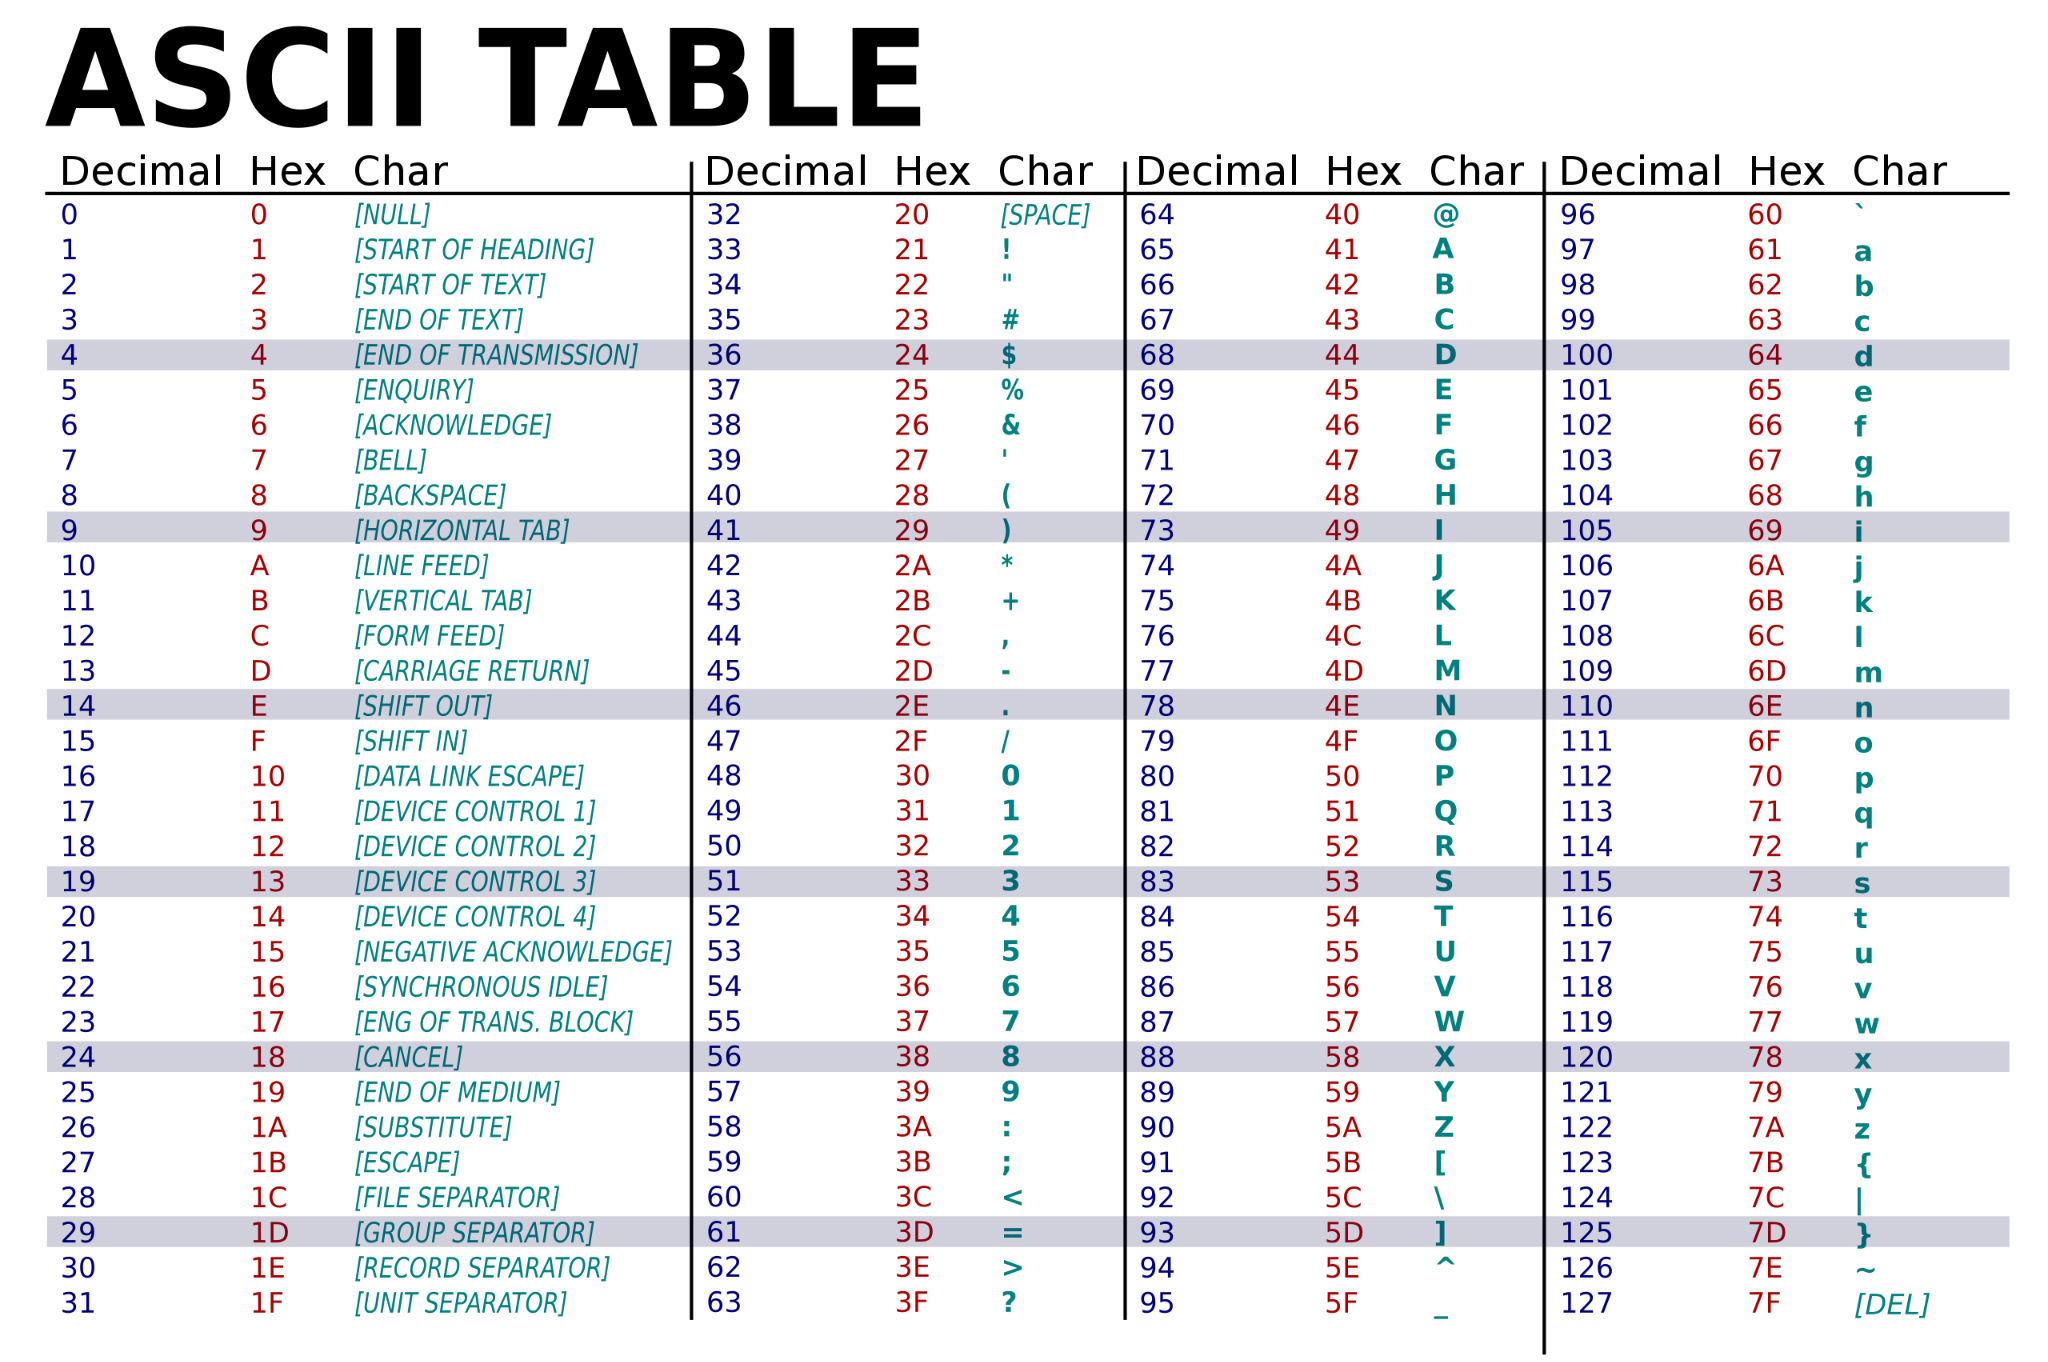 ASCII TABLE
Decimal Hex Char Decimal Hex Char Decimal Hex Char Decimal Hex Char
0 0 [NULL] 32 20 [SPACE] 64 40 @ 96 60 `
1 1 [START OF HEADING] 33 21 ! 65 41 A 97 61 a
2 2 [START OF TEXT] 34 22 " 66 42 B 98 62 b
3 3 [END OF TEXT] 35 23 # 67 43 C 99 63 c
4 4 [END OF TRANSMISSION] 36 24 $ 68 44 D 100 64 d
5 5 [ENQUIRY] 37 25 % 69 45 E 101 65 e
6 6 [ACKNOWLEDGE] 38 26 & 70 46 F 102 66 f
7 7 [BELL] 39 27 ' 71 47 G 103 67 g
8 8 [BACKSPACE] 40 28 ( 72 48 H 104 68 h
9 9 [HORIZONTAL TAB] 41 29 ) 73 49 I 105 69 i
10 A [LINE FEED] 42 2A * 74 4A J 106 6A j
11 B [VERTICAL TAB] 43 2B + 75 4B K 107 6B k
12 C [FORM FEED] 44 2C , 76 4C L 108 6C l
13 D [CARRIAGE RETURN] 45 2D - 77 4D M 109 6D m
14 E [SHIFT OUT] 46 2E . 78 4E N 110 6E n
15 F [SHIFT IN] 47 2F / 79 4F O 111 6F o
16 10 [DATA LINK ESCAPE] 48 30 0 80 50 P 112 70 p
17 11 [DEVICE CONTROL 1] 49 31 1 81 51 Q 113 71 q
18 12 [DEVICE CONTROL 2] 50 32 2 82 52 R 114 72 r
19 13 [DEVICE CONTROL 3] 51 33 3 83 53 S 115 73 s
20 14 [DEVICE CONTROL 4] 52 34 4 84 54 T 116 74 t
21 15 [NEGATIVE ACKNOWLEDGE] 53 35 5 85 55 U 117 75 u
22 16 [SYNCHRONOUS IDLE] 54 36 6 86 56 V 118 76 v
23 17 [ENG OF TRANS. BLOCK] 55 37 7 87 57 W 119 77 w
24 18 [CANCEL] 56 38 8 88 58 X 120 78 x
25 19 [END OF MEDIUM] 57 39 9 89 59 Y 121 79 y
26 1A [SUBSTITUTE] 58 3A : 90 5A Z 122 7A z
27 1B [ESCAPE] 59 3B ; 91 5B [ 123 7B {
28 1C [FILE SEPARATOR] 60 3C < 92 5C \ 124 7C |
29 1D [GROUP SEPARATOR] 61 3D = 93 5D ] 125 7D }
30 1E [RECORD SEPARATOR] 62 3E > 94 5E ^ 126 7E ~
31 1F [UNIT SEPARATOR] 63 3F ? 95 5F _ 127 7F [DEL]